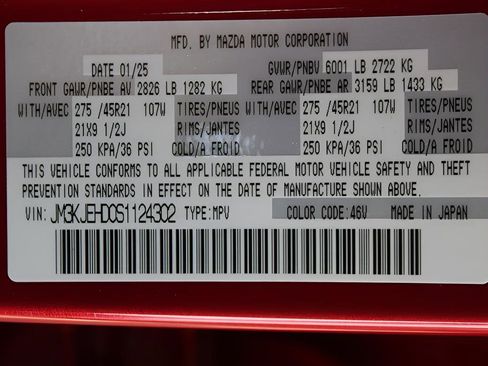 MFD. BY MAZDA MOTOR CORPORATION
DATE 01/25 GVWR/PNBV 6001 LB 2722 KG
FRONT GAWR/PNBE AV 2826 LB 1282 KG REAR GAWR/PNBE AR 3159 LB 1433 KG
WITH/AVEC 275 /45R21 107W TIRES/PNEUS WITH/AVEC 275 /45R21 107W TIRES/PNEUS
21X9 1/2J RIMS/JANTES 21X9 1/2J RIMS/JANTES
250 KPA/36 PSI COLD/A FROID 250 KPA/36 PSI COLD/A FROID
THIS VEHICLE CONFORMS TO ALL APPLICABLE FEDERAL MOTOR VEHICLE SAFETY AND THEFT
PREVENTION STANDARDS IN EFFECT ON THE DATE OF MANUFACTURE SHOWN ABOVE.
VIN: JM3KJEHD0S1124302 TYPE:MPV COLOR CODE:46V MADE IN JAPAN